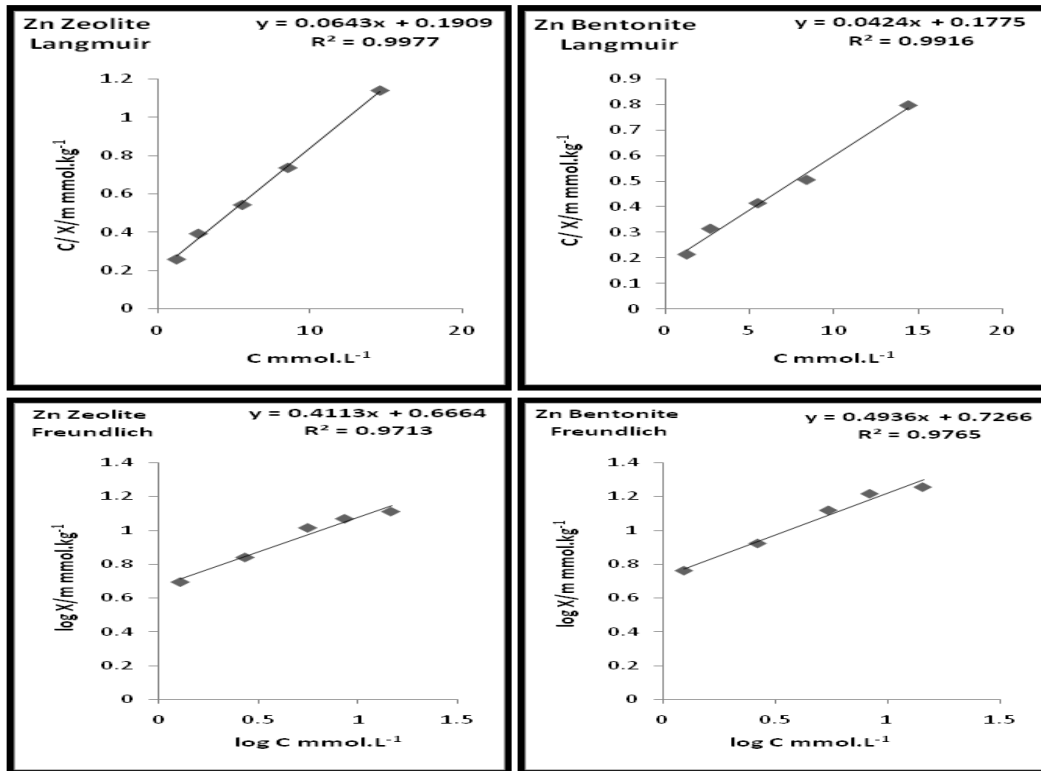 Zn Zeolite
Langmuir
y = 0.0643x + 0.1909
R² = 0.9977
C/ X/m mmol.kg⁻¹
1.2
1
0.8
0.6
0.4
0.2
0
0 10 20
C mmol.L⁻¹
Zn Bentonite
Langmuir
y = 0.0424x + 0.1775
R² = 0.9916
C/ X/m mmol.kg⁻¹
0.9
0.8
0.7
0.6
0.5
0.4
0.3
0.2
0.1
0
0 5 10 15 20
C mmol.L⁻¹
Zn Zeolite
Freundlich
y = 0.4113x + 0.6664
R² = 0.9713
log X/m mmol.kg⁻¹
1.4
1.2
1
0.8
0.6
0.4
0.2
0
0 0.5 1 1.5
log C mmol.L⁻¹
Zn Bentonite
Freundlich
y = 0.4936x + 0.7266
R² = 0.9765
log X/m mmol.kg⁻¹
1.4
1.2
1
0.8
0.6
0.4
0.2
0
0 0.5 1 1.5
log C mmol.L⁻¹